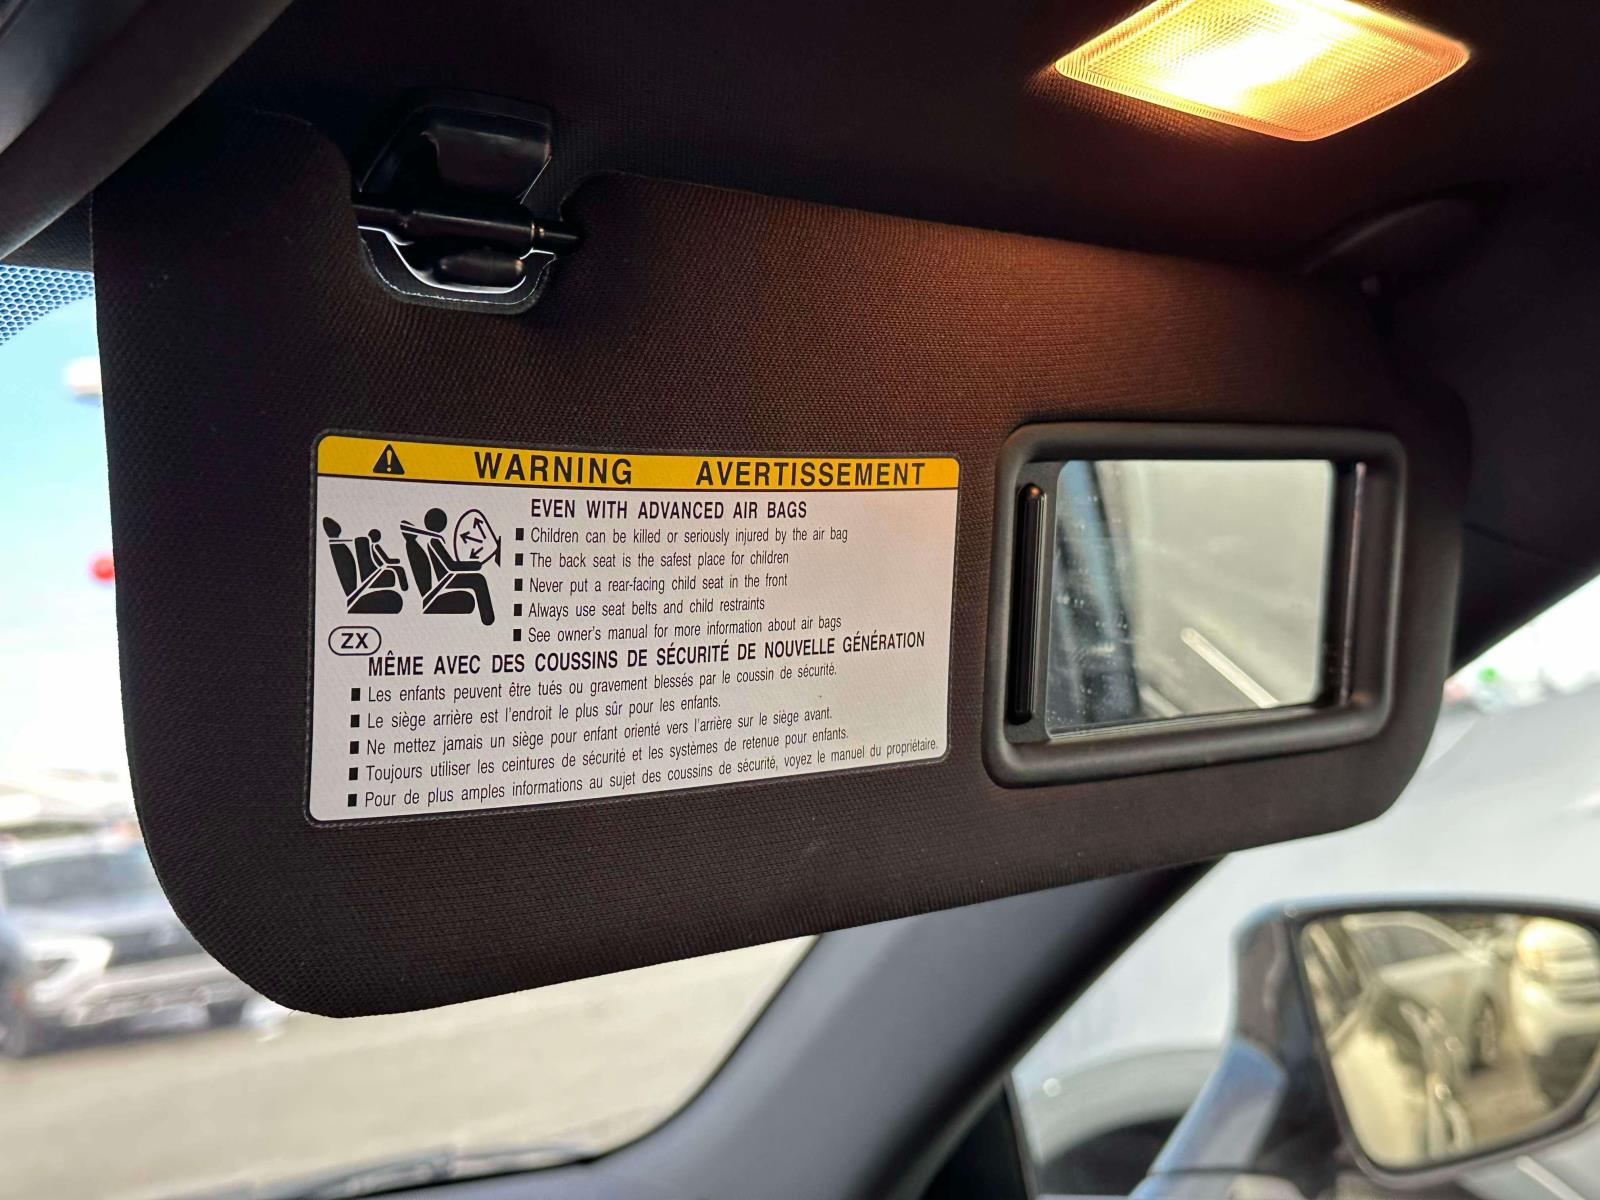 WARNING AVERTISSEMENT
EVEN WITH ADVANCED AIR BAGS
Children can be killed or seriously injured by the air bag
The back seat is the safest place for children
Never put a rear-facing child seat in the front
Always use seat belts and child restraints
See owner's manual for more information about air bags
ZX
MÊME AVEC DES COUSSINS DE SÉCURITÉ DE NOUVELLE GÉNÉRATION
Les enfants peuvent être tués ou gravement blessés par le coussin de sécurité.
Le siège arrière est l'endroit le plus sûr pour les enfants.
Ne mettez jamais un siège pour enfant orienté vers l'arrière sur le siège avant.
Toujours utiliser les ceintures de sécurité et les systèmes de retenue pour enfants.
Pour de plus amples informations au sujet des coussins de sécurité, voyez le manuel du propriétaire.